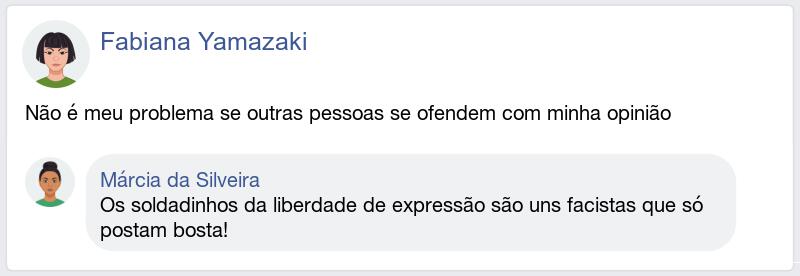 Fabiana Yamazaki
Não é meu problema se outras pessoas se ofendem com minha opinião
Márcia da Silveira
Os soldadinhos da liberdade de expressão são uns facistas que só
postam bosta!